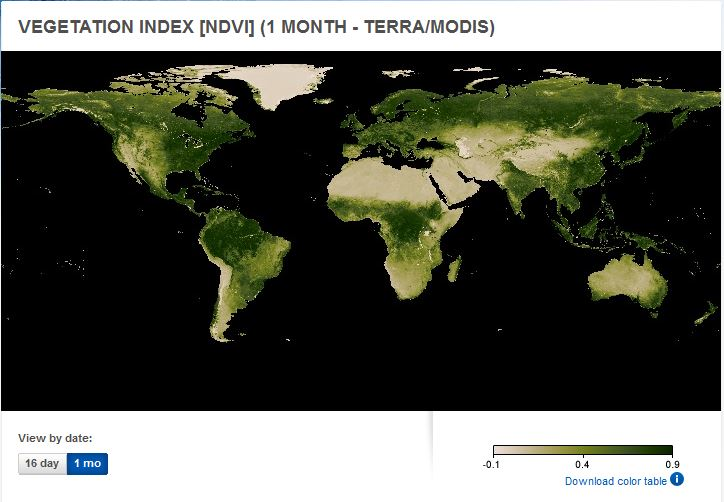 VEGETATION INDEX [NDVI] (1 MONTH - TERRA/MODIS)
View by date:
16 day 1 mo
-0.1 0.4 0.9
Download color table i